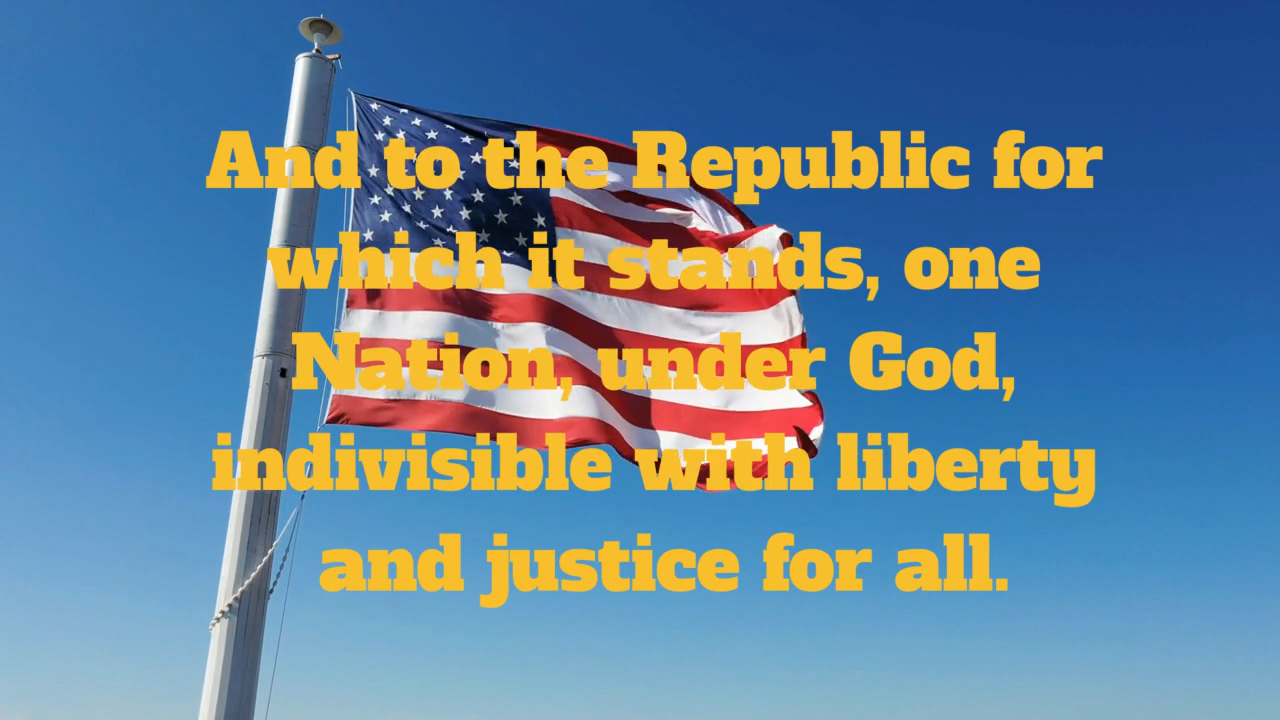 And to the Republic for
which it stands, one
Nation, under God,
indivisible with liberty
and justice for all.